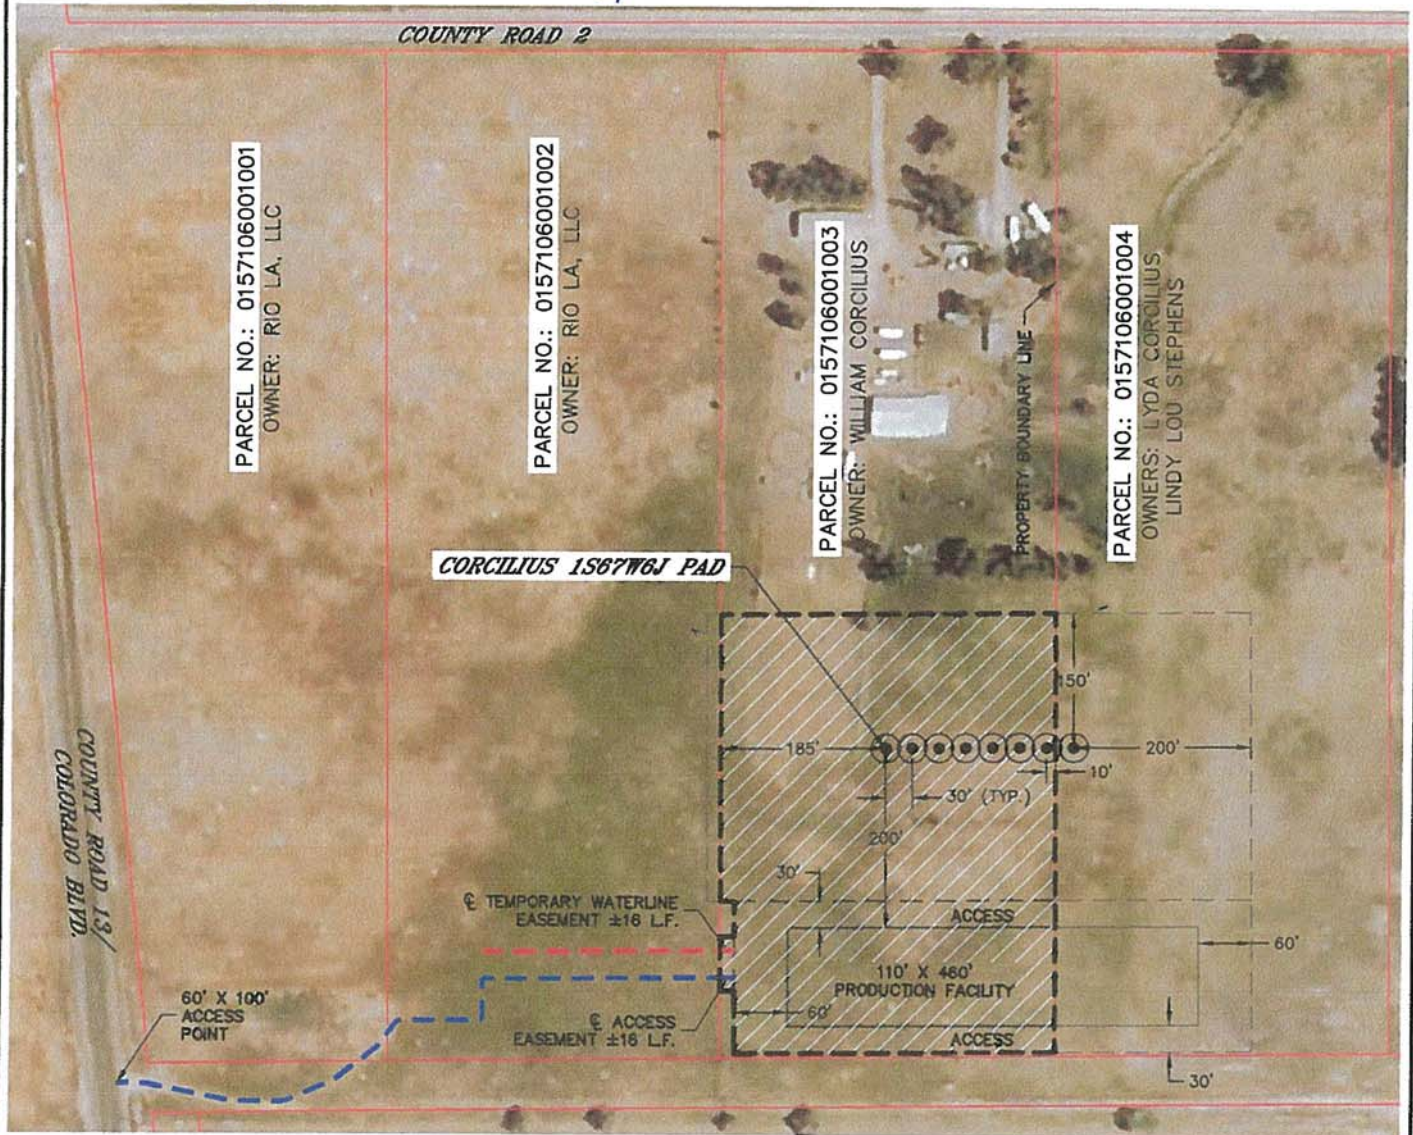 COUNTY ROAD 2
PARCEL NO.: 015710600​1001
OWNER: RIO LA, LLC
PARCEL NO.: 0157106001002
OWNER: RIO LA, LLC
PARCEL NO.: 0157106001003
OWNER: WILLIAM CORCILIUS
PROPERTY BOUNDARY LINE
PARCEL NO.: 0157106001004
OWNERS: LYDA CORCILIUS
LINDY LOU STEPHENS
CORCILIUS 1S67W6J PAD
150'
185'
200'
10'
30' (TYP.)
200'
30'
COUNTY ROAD 13/
COLORADO BLVD.
℄ TEMPORARY WATERLINE
EASEMENT ±16 L.F.
ACCESS
60'
110' X 460'
PRODUCTION FACILITY
60' X 100'
ACCESS
POINT
60'
℄ ACCESS
EASEMENT ±16 L.F.
ACCESS
30'